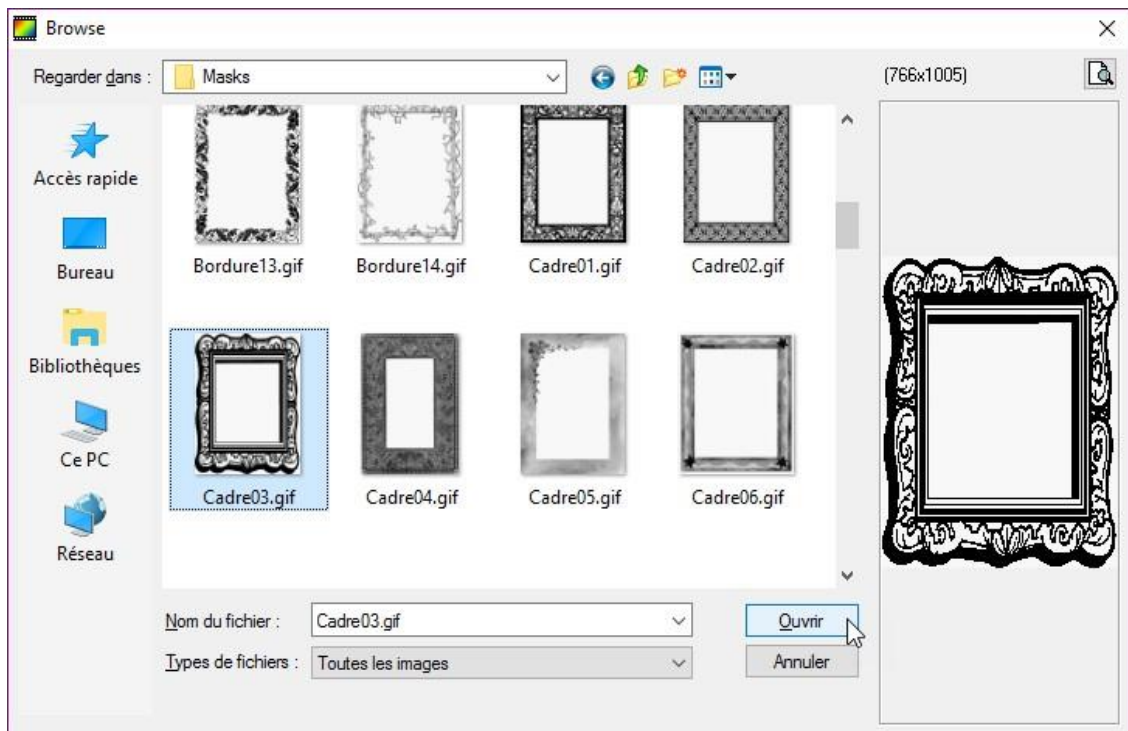 Browse
Regarder dans : Masks
(766x1005)
Accès rapide
Bureau
Bibliothèques
Ce PC
Réseau
Bordure13.gif Bordure14.gif Cadre01.gif Cadre02.gif
Cadre03.gif Cadre04.gif Cadre05.gif Cadre06.gif
Nom du fichier : Cadre03.gif Ouvrir
Types de fichiers : Toutes les images Annuler